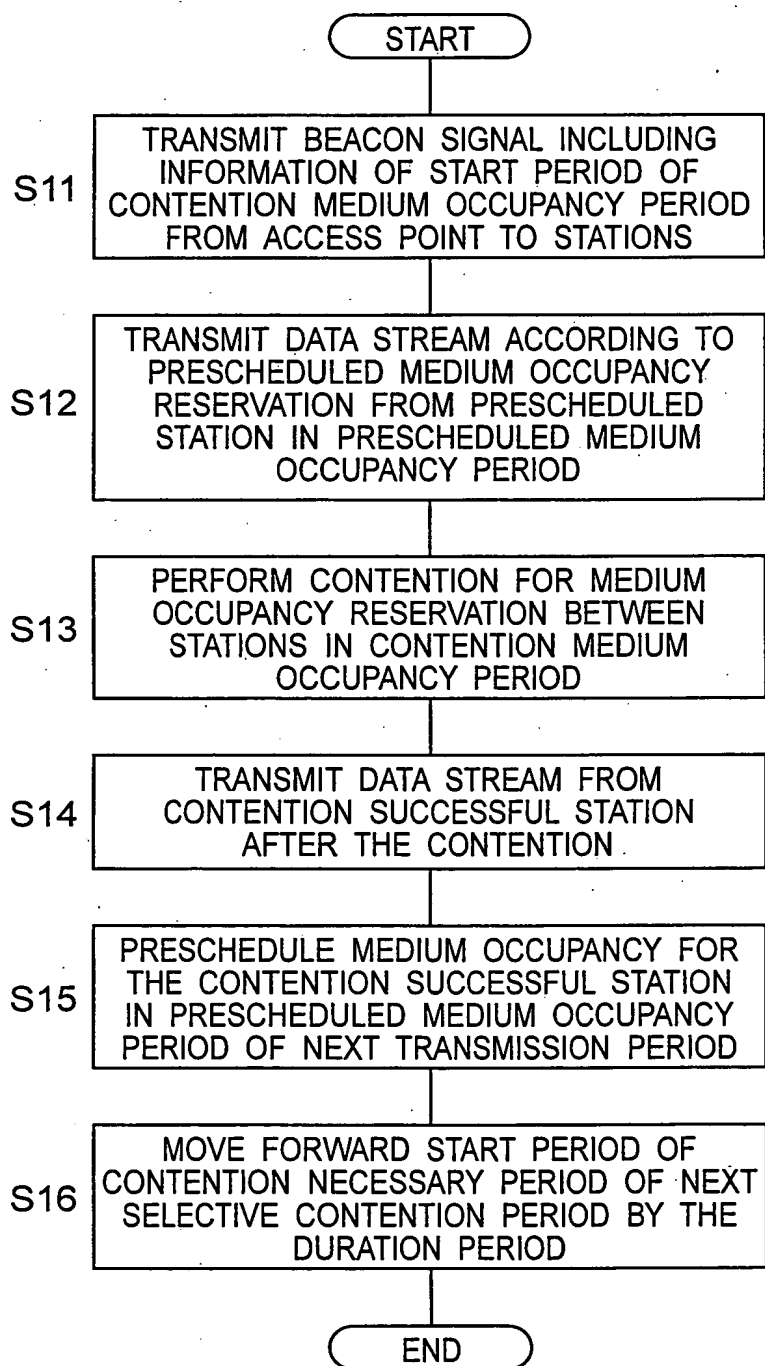 START
S11
TRANSMIT BEACON SIGNAL INCLUDING
INFORMATION OF START PERIOD OF
CONTENTION MEDIUM OCCUPANCY PERIOD
FROM ACCESS POINT TO STATIONS
S12
TRANSMIT DATA STREAM ACCORDING TO
PRESCHEDULED MEDIUM OCCUPANCY
RESERVATION FROM PRESCHEDULED
STATION IN PRESCHEDULED MEDIUM
OCCUPANCY PERIOD
S13
PERFORM CONTENTION FOR MEDIUM
OCCUPANCY RESERVATION BETWEEN
STATIONS IN CONTENTION MEDIUM
OCCUPANCY PERIOD
S14
TRANSMIT DATA STREAM FROM
CONTENTION SUCCESSFUL STATION
AFTER THE CONTENTION
S15
PRESCHEDULE MEDIUM OCCUPANCY FOR
THE CONTENTION SUCCESSFUL STATION
IN PRESCHEDULED MEDIUM OCCUPANCY
PERIOD OF NEXT TRANSMISSION PERIOD
S16
MOVE FORWARD START PERIOD OF
CONTENTION NECESSARY PERIOD OF NEXT
SELECTIVE CONTENTION PERIOD BY THE
DURATION PERIOD
END